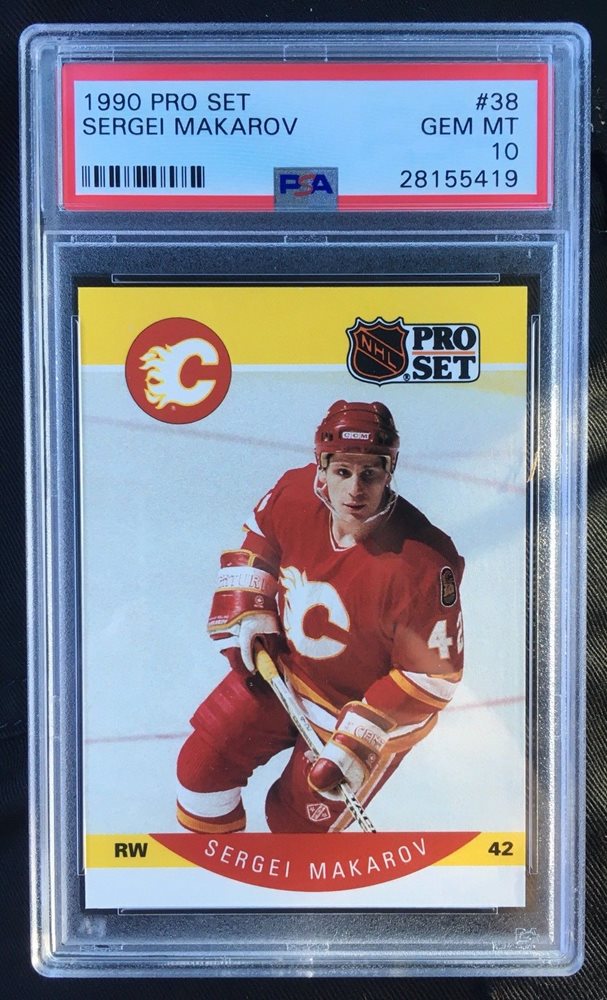 1990 PRO SET #38
SERGEI MAKAROV GEM MT
10
PSA 28155419
NHL PRO
SET
CCM
C
C
42
RW SERGEI MAKAROV 42